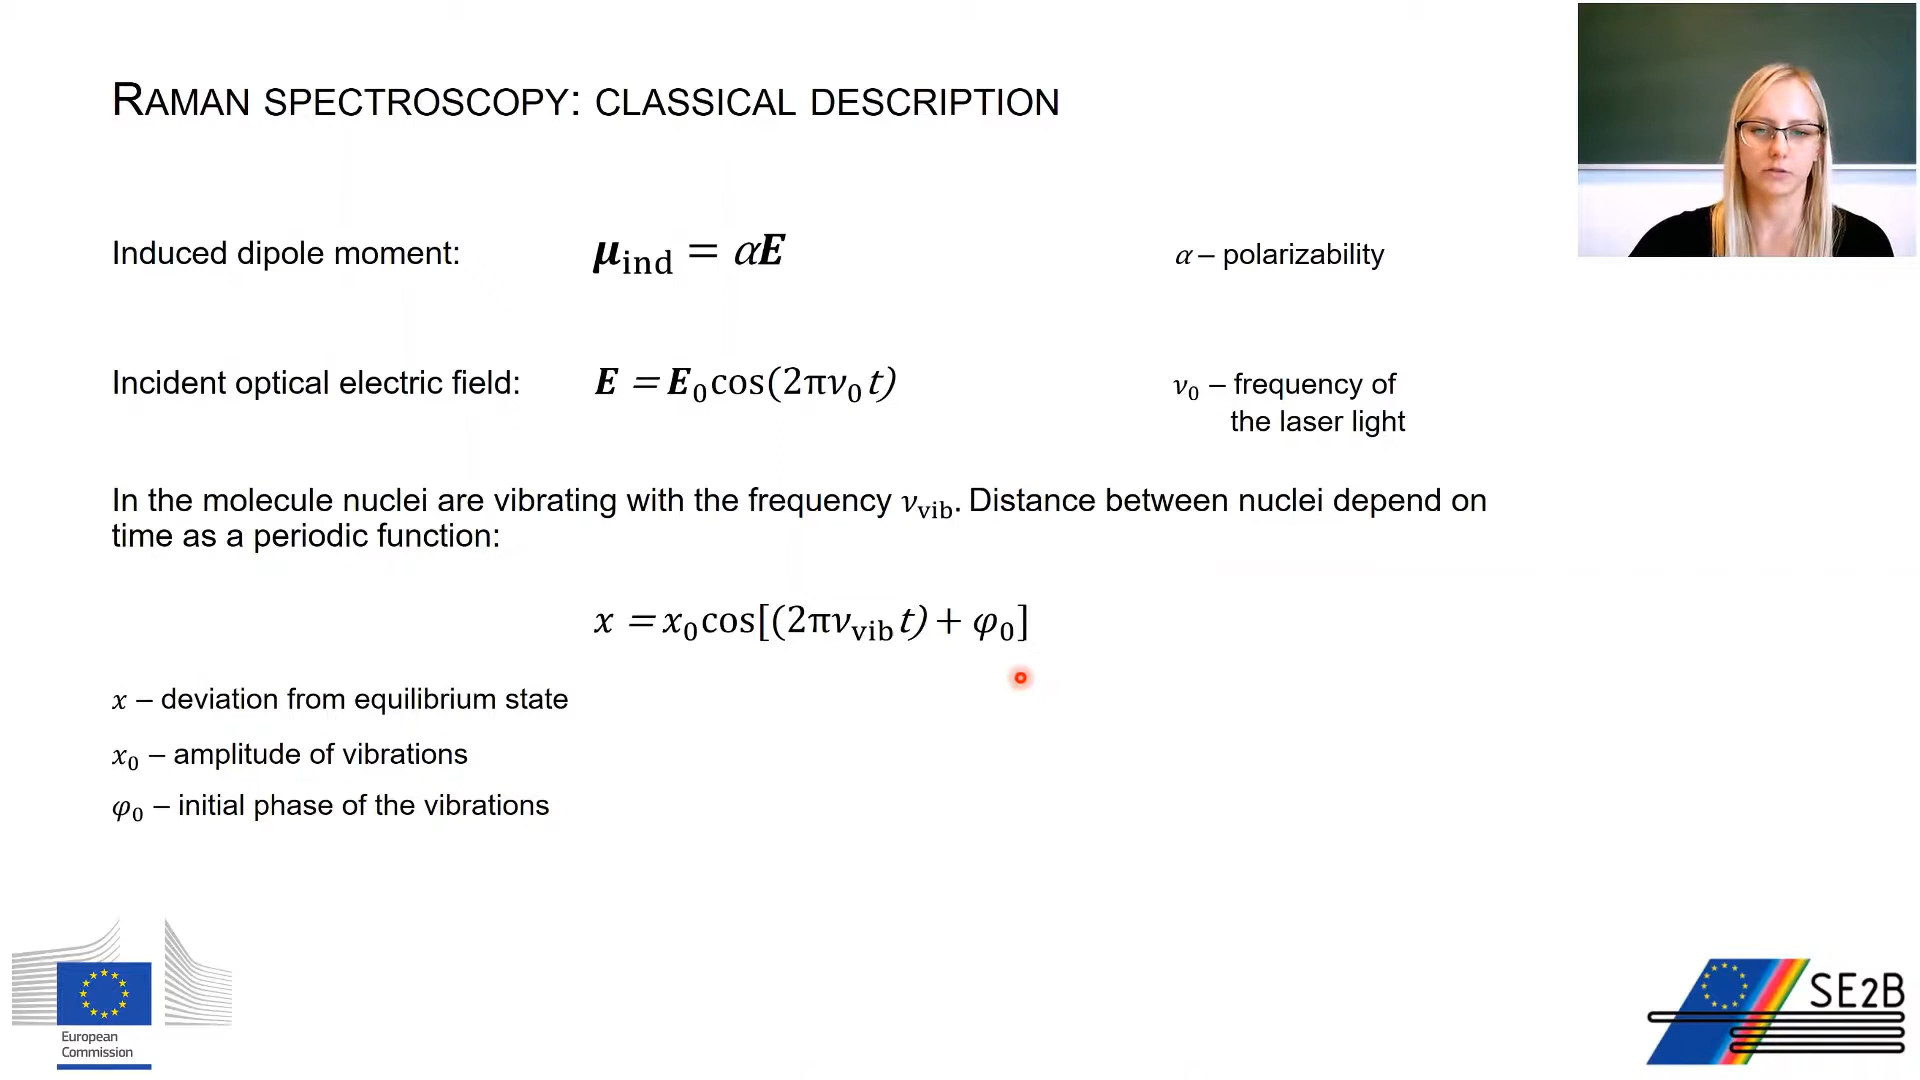 RAMAN SPECTROSCOPY: CLASSICAL DESCRIPTION
Induced dipole moment: μ_ind = αE α – polarizability
Incident optical electric field: E = E₀cos(2πν₀t) ν₀ – frequency of
the laser light
In the molecule nuclei are vibrating with the frequency ν_vib. Distance between nuclei depend on
time as a periodic function:
x = x₀cos[(2πν_vib t) + φ₀]
x – deviation from equilibrium state
x₀ – amplitude of vibrations
φ₀ – initial phase of the vibrations
European
Commission
SE2B